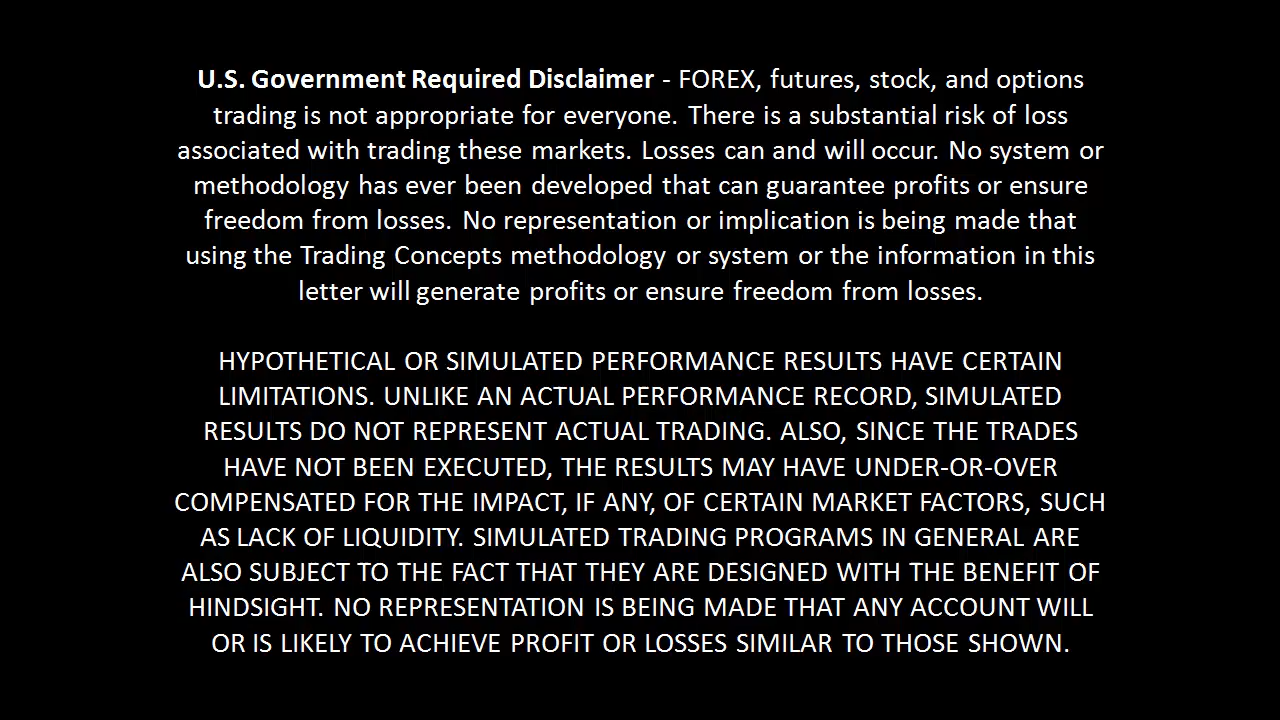 U.S. Government Required Disclaimer - FOREX, futures, stock, and options
trading is not appropriate for everyone. There is a substantial risk of loss
associated with trading these markets. Losses can and will occur. No system or
methodology has ever been developed that can guarantee profits or ensure
freedom from losses. No representation or implication is being made that
using the Trading Concepts methodology or system or the information in this
letter will generate profits or ensure freedom from losses.
HYPOTHETICAL OR SIMULATED PERFORMANCE RESULTS HAVE CERTAIN
LIMITATIONS. UNLIKE AN ACTUAL PERFORMANCE RECORD, SIMULATED
RESULTS DO NOT REPRESENT ACTUAL TRADING. ALSO, SINCE THE TRADES
HAVE NOT BEEN EXECUTED, THE RESULTS MAY HAVE UNDER-OR-OVER
COMPENSATED FOR THE IMPACT, IF ANY, OF CERTAIN MARKET FACTORS, SUCH
AS LACK OF LIQUIDITY. SIMULATED TRADING PROGRAMS IN GENERAL ARE
ALSO SUBJECT TO THE FACT THAT THEY ARE DESIGNED WITH THE BENEFIT OF
HINDSIGHT. NO REPRESENTATION IS BEING MADE THAT ANY ACCOUNT WILL
OR IS LIKELY TO ACHIEVE PROFIT OR LOSSES SIMILAR TO THOSE SHOWN.